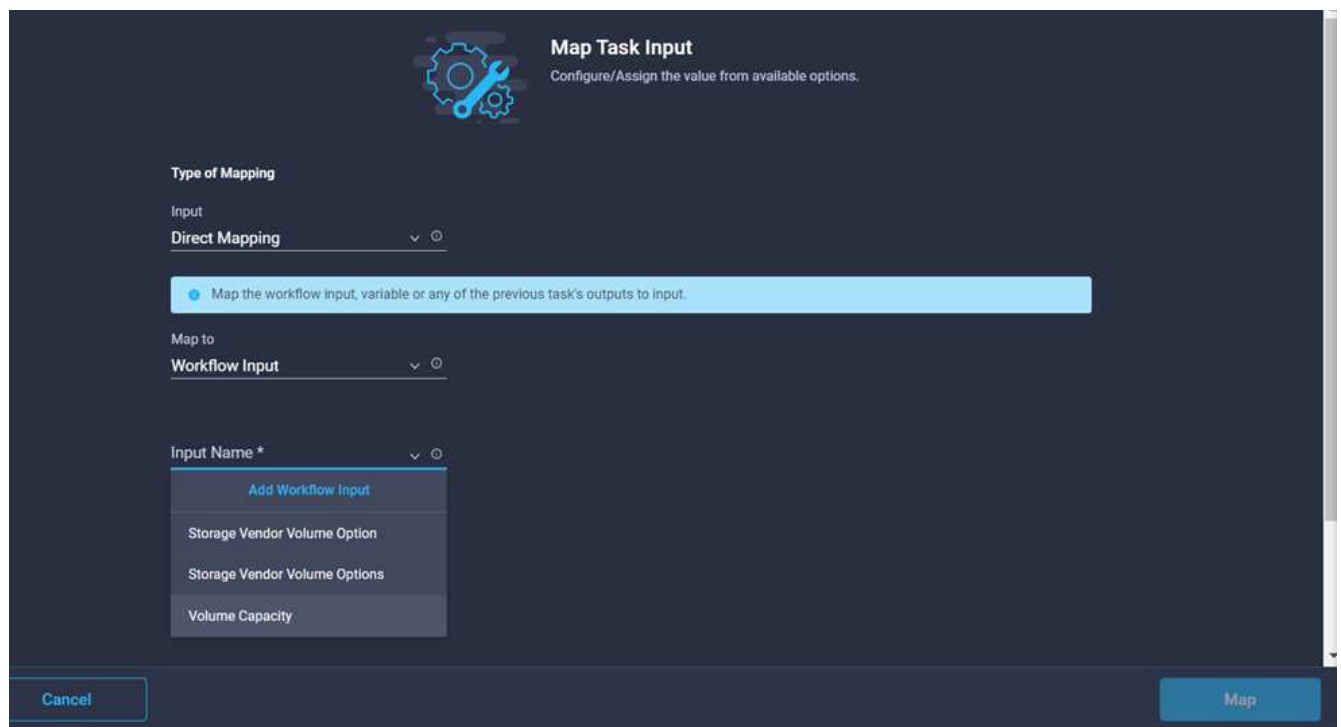 Map Task Input
Configure/Assign the value from available options.
Type of Mapping
Input
Direct Mapping
Map the workflow input, variable or any of the previous task's outputs to input.
Map to
Workflow Input
Input Name *
Add Workflow Input
Storage Vendor Volume Option
Storage Vendor Volume Options
Volume Capacity
Cancel
Map